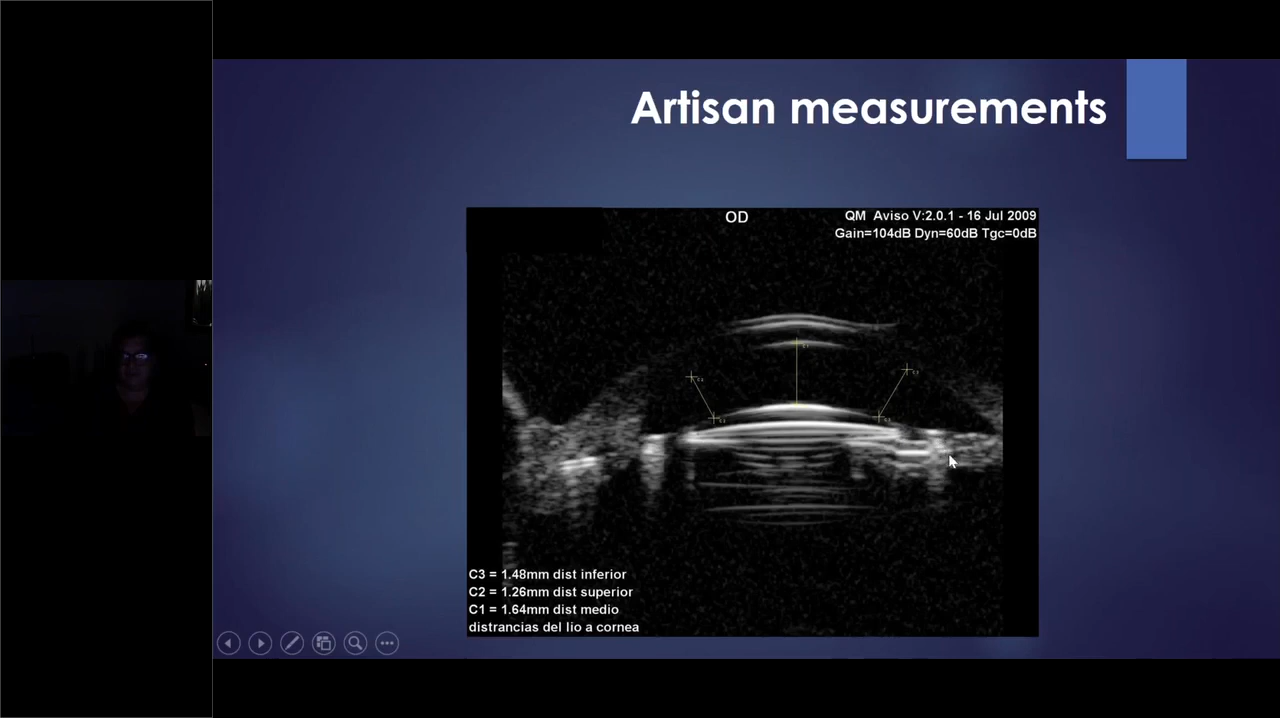 Artisan measurements
OD
QM Aviso V:2.0.1 - 16 Jul 2009
Gain=104dB Dyn=60dB Tgc=0dB
C3 = 1.48mm dist inferior
C2 = 1.26mm dist superior
C1 = 1.64mm dist medio
distrancias del lio a cornea